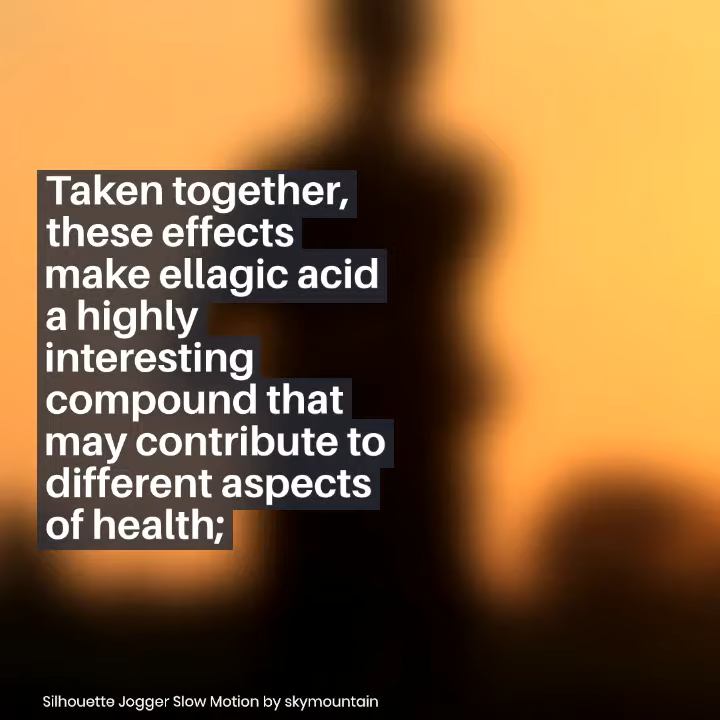 Taken together,
these effects
make ellagic acid
a highly
interesting
compound that
may contribute to
different aspects
of health;
Silhouette Jogger Slow Motion by skymountain